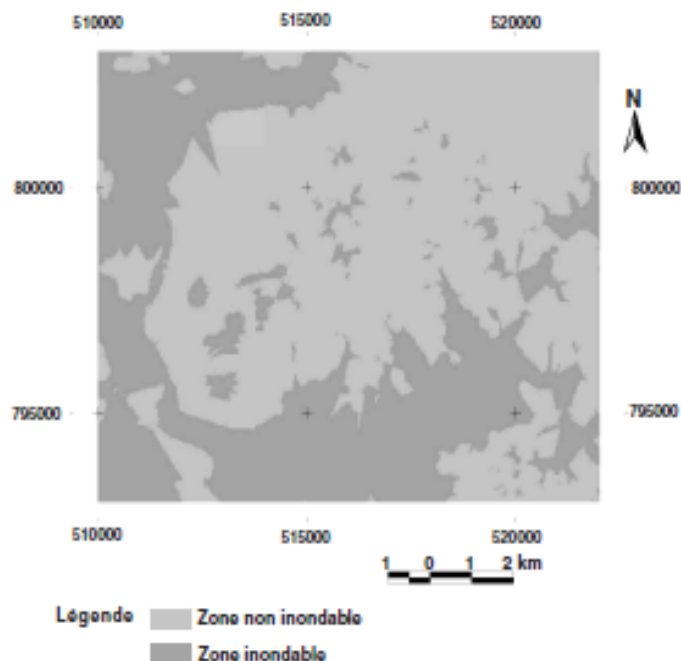 510000 515000 520000
N
800000 800000
795000 795000
510000 515000 520000
1 0 1 2 km
Légende Zone non inondable
Zone inondable